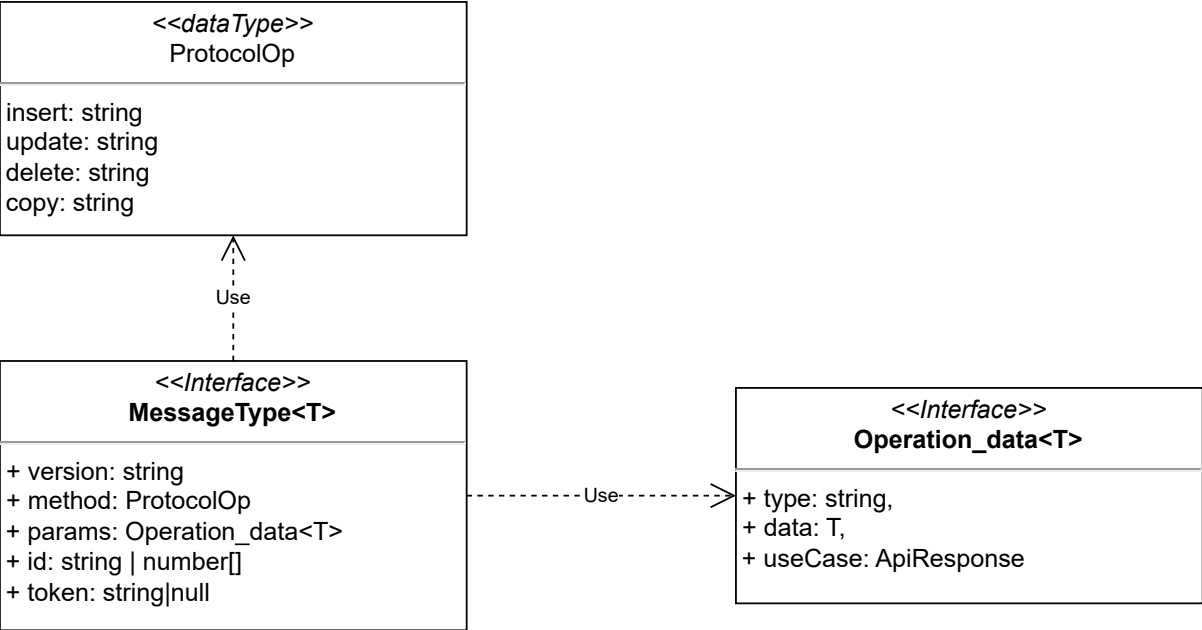 <<dataType>>
ProtocolOp
insert: string
update: string
delete: string
copy: string
Use
<<Interface>>
MessageType<T>
+ version: string
+ method: ProtocolOp
+ params: Operation_data<T>
+ id: string | number[]
+ token: string|null
Use
<<Interface>>
Operation_data<T>
+ type: string,
+ data: T,
+ useCase: ApiResponse